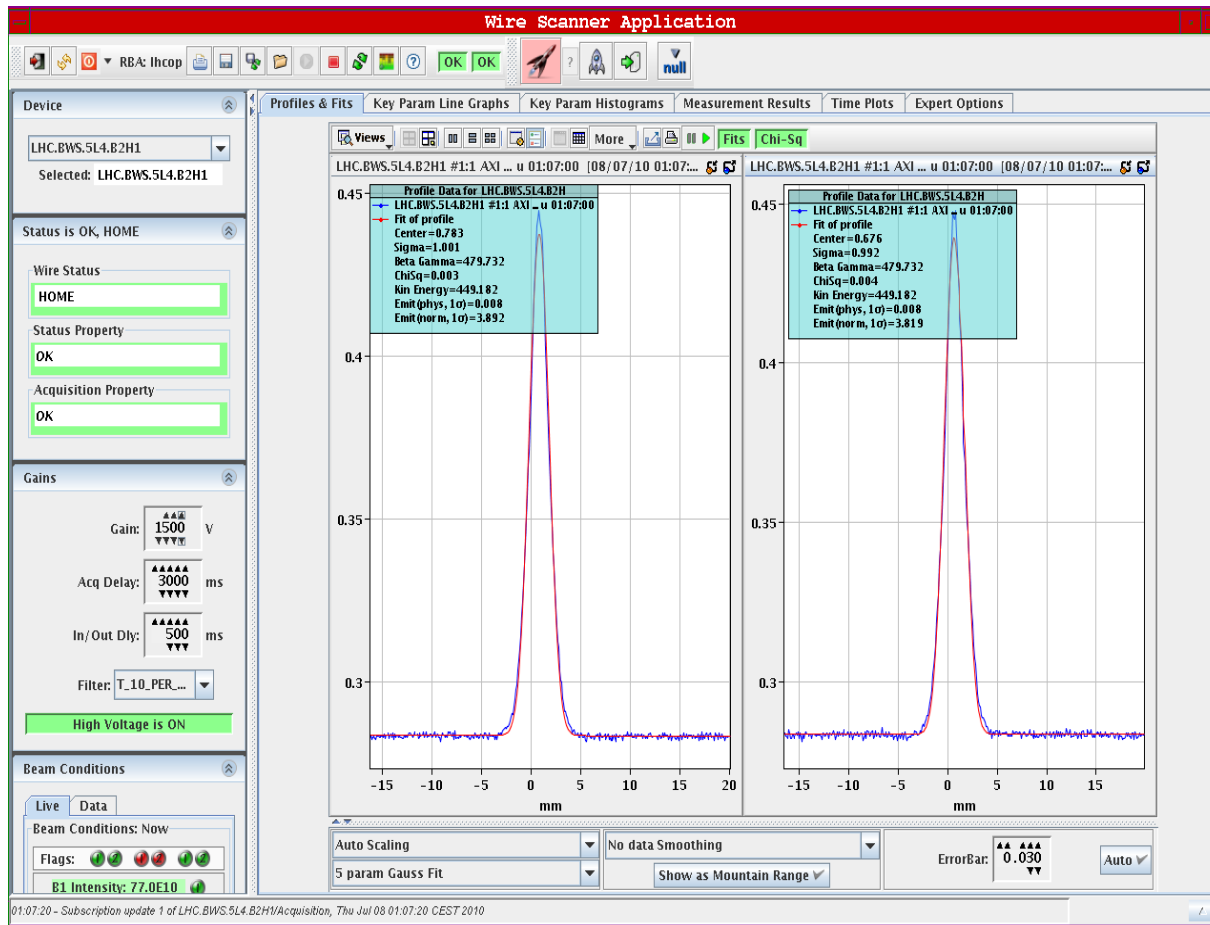 Wire Scanner Application
RBA: lhcop
OK OK
?
null
Device
LHC.BWS.5L4.B2H1
Selected: LHC.BWS.5L4.B2H1
Status is OK, HOME
Wire Status
HOME
Status Property
OK
Acquisition Property
OK
Gains
Gain: 1500 V
Acq Delay: 3000 ms
In/Out Dly: 500 ms
Filter: T_10_PER_...
High Voltage is ON
Beam Conditions
Live Data
Beam Conditions: Now
Flags: 1 2 1 2 1 2
B1 Intensity: 77.0E10
Profiles & Fits Key Param Line Graphs Key Param Histograms Measurement Results Time Plots Expert Options
Views More Fits Chi-Sq
LHC.BWS.5L4.B2H1 #1:1 AXI ... u 01:07:00 [08/07/10 01:07:...
0.45
0.4
0.35
0.3
Profile Data for LHC.BWS.5L4.B2H
LHC.BWS.5L4.B2H1 #1:1 AXI ... u 01:07:00
Fit of profile
Center=0.783
Sigma=1.001
Beta Gamma=479.732
ChiSq=0.003
Kin Energy=449.182
Emit(phys, 1σ)=0.008
Emit(norm, 1σ)=3.892
-15 -10 -5 0 5 10 15 20
mm
LHC.BWS.5L4.B2H1 #1:1 AXI ... u 01:07:00 [08/07/10 01:07:...
0.45
0.4
0.35
0.3
Profile Data for LHC.BWS.5L4.B2H
LHC.BWS.5L4.B2H1 #1:1 AXI ... u 01:07:00
Fit of profile
Center=0.676
Sigma=0.992
Beta Gamma=479.732
ChiSq=0.004
Kin Energy=449.182
Emit(phys, 1σ)=0.008
Emit(norm, 1σ)=3.819
-15 -10 -5 0 5 10 15
mm
Auto Scaling
5 param Gauss Fit
No data Smoothing
Show as Mountain Range
ErrorBar: 0.030
Auto
01:07:20 - Subscription update 1 of LHC.BWS.5L4.B2H1/Acquisition, Thu Jul 08 01:07:20 CEST 2010